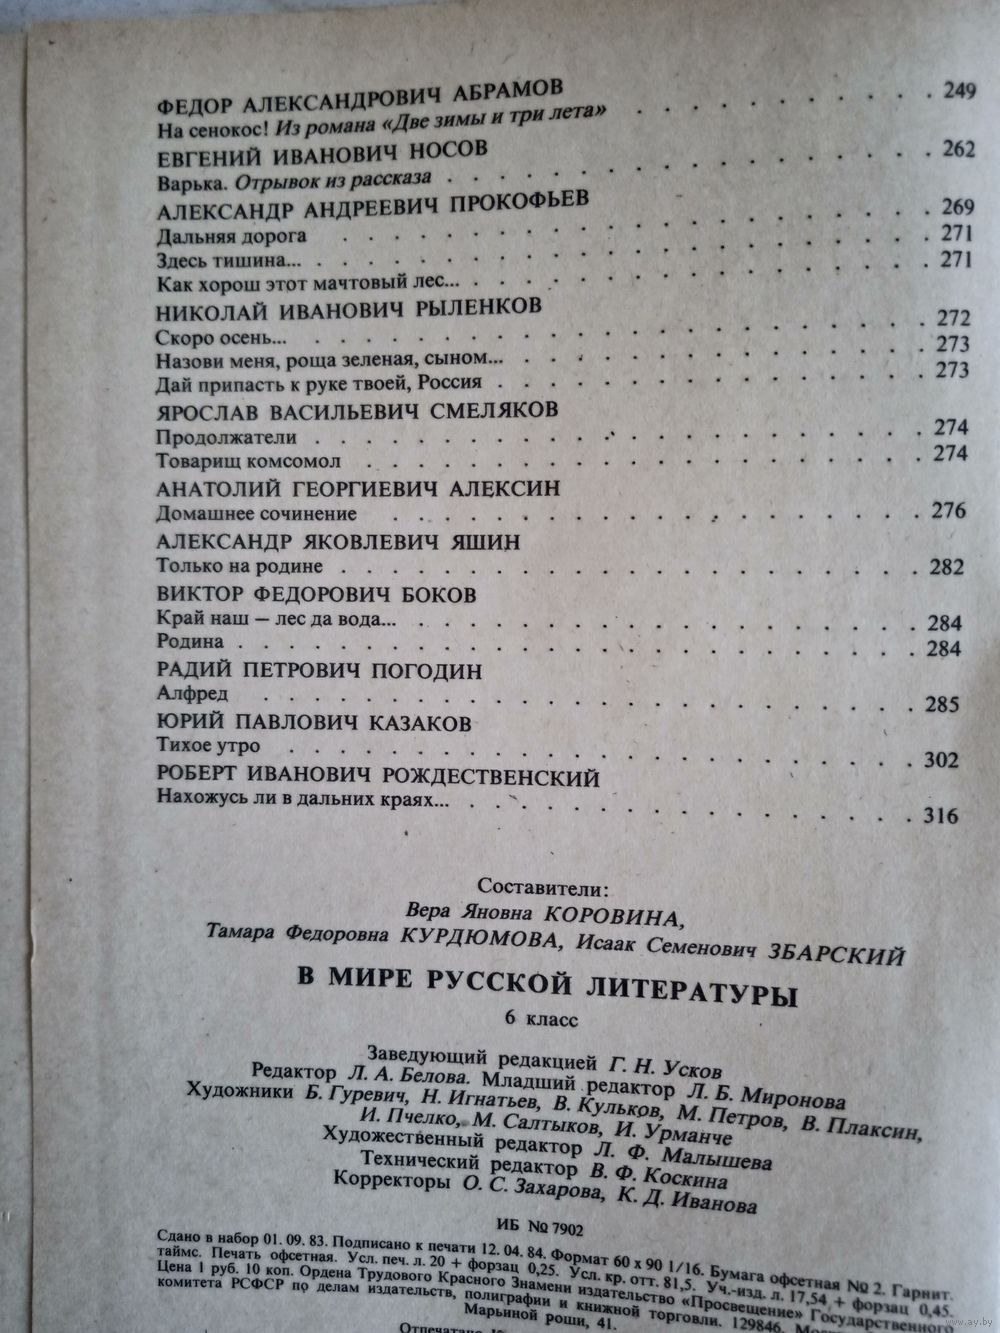 ФЕДОР АЛЕКСАНДРОВИЧ АБРАМОВ
На сенокос! Из романа «Две зимы и три лета» . . . . . . . . . . . . 249
ЕВГЕНИЙ ИВАНОВИЧ НОСОВ
Варька. Отрывок из рассказа . . . . . . . . . . . . . . . . . . . 262
АЛЕКСАНДР АНДРЕЕВИЧ ПРОКОФЬЕВ
Дальняя дорога . . . . . . . . . . . . . . . . . . . . . . . 269
Здесь тишина... . . . . . . . . . . . . . . . . . . . . . . . . 271
Как хорош этот мачтовый лес... . . . . . . . . . . . . . . . . . . 271
НИКОЛАЙ ИВАНОВИЧ РЫЛЕНКОВ
Скоро осень... . . . . . . . . . . . . . . . . . . . . . . . . 272
Назови меня, роща зеленая, сыном... . . . . . . . . . . . . . . . . 273
Дай припасть к руке твоей, Россия . . . . . . . . . . . . . . . . . 273
ЯРОСЛАВ ВАСИЛЬЕВИЧ СМЕЛЯКОВ
Продолжатели . . . . . . . . . . . . . . . . . . . . . . . . 274
Товарищ комсомол . . . . . . . . . . . . . . . . . . . . . . 274
АНАТОЛИЙ ГЕОРГИЕВИЧ АЛЕКСИН
Домашнее сочинение . . . . . . . . . . . . . . . . . . . . . 276
АЛЕКСАНДР ЯКОВЛЕВИЧ ЯШИН
Только на родине . . . . . . . . . . . . . . . . . . . . . . . 282
ВИКТОР ФЕДОРОВИЧ БОКОВ
Край наш — лес да вода... . . . . . . . . . . . . . . . . . . . . 284
Родина . . . . . . . . . . . . . . . . . . . . . . . . . . . 284
РАДИЙ ПЕТРОВИЧ ПОГОДИН
Алфред . . . . . . . . . . . . . . . . . . . . . . . . . . 285
ЮРИЙ ПАВЛОВИЧ КАЗАКОВ
Тихое утро . . . . . . . . . . . . . . . . . . . . . . . . . 302
РОБЕРТ ИВАНОВИЧ РОЖДЕСТВЕНСКИЙ
Нахожусь ли в дальних краях... . . . . . . . . . . . . . . . . . . 316
Составители:
Вера Яновна КОРОВИНА,
Тамара Федоровна КУРДЮМОВА, Исаак Семенович ЗБАРСКИЙ
В МИРЕ РУССКОЙ ЛИТЕРАТУРЫ
6 класс
Заведующий редакцией Г. Н. Усков
Редактор Л. А. Белова. Младший редактор Л. Б. Миронова
Художники Б. Гуревич, Н. Игнатьев, В. Кульков, М. Петров, В. Плаксин,
И. Пчелко, М. Салтыков, И. Урманче
Художественный редактор Л. Ф. Малышева
Технический редактор В. Ф. Коскина
Корректоры О. С. Захарова, К. Д. Иванова
ИБ № 7902
Сдано в набор 01. 09. 83. Подписано к печати 12. 04. 84. Формат 60 х 90 1/16. Бумага офсетная № 2. Гарнит.
таймс. Печать офсетная. Усл. печ. л. 20 + форзац 0,25. Усл. кр. отт. 81,5. Уч.-изд. л. 17,54 + форзац 0,45.
Цена 1 руб. 10 коп. Ордена Трудового Красного Знамени издательство «Просвещение» Государственного
комитета РСФСР по делам издательств, полиграфии и книжной торговли. 129846,
Марьиной рощи, 41.
www.ay.by